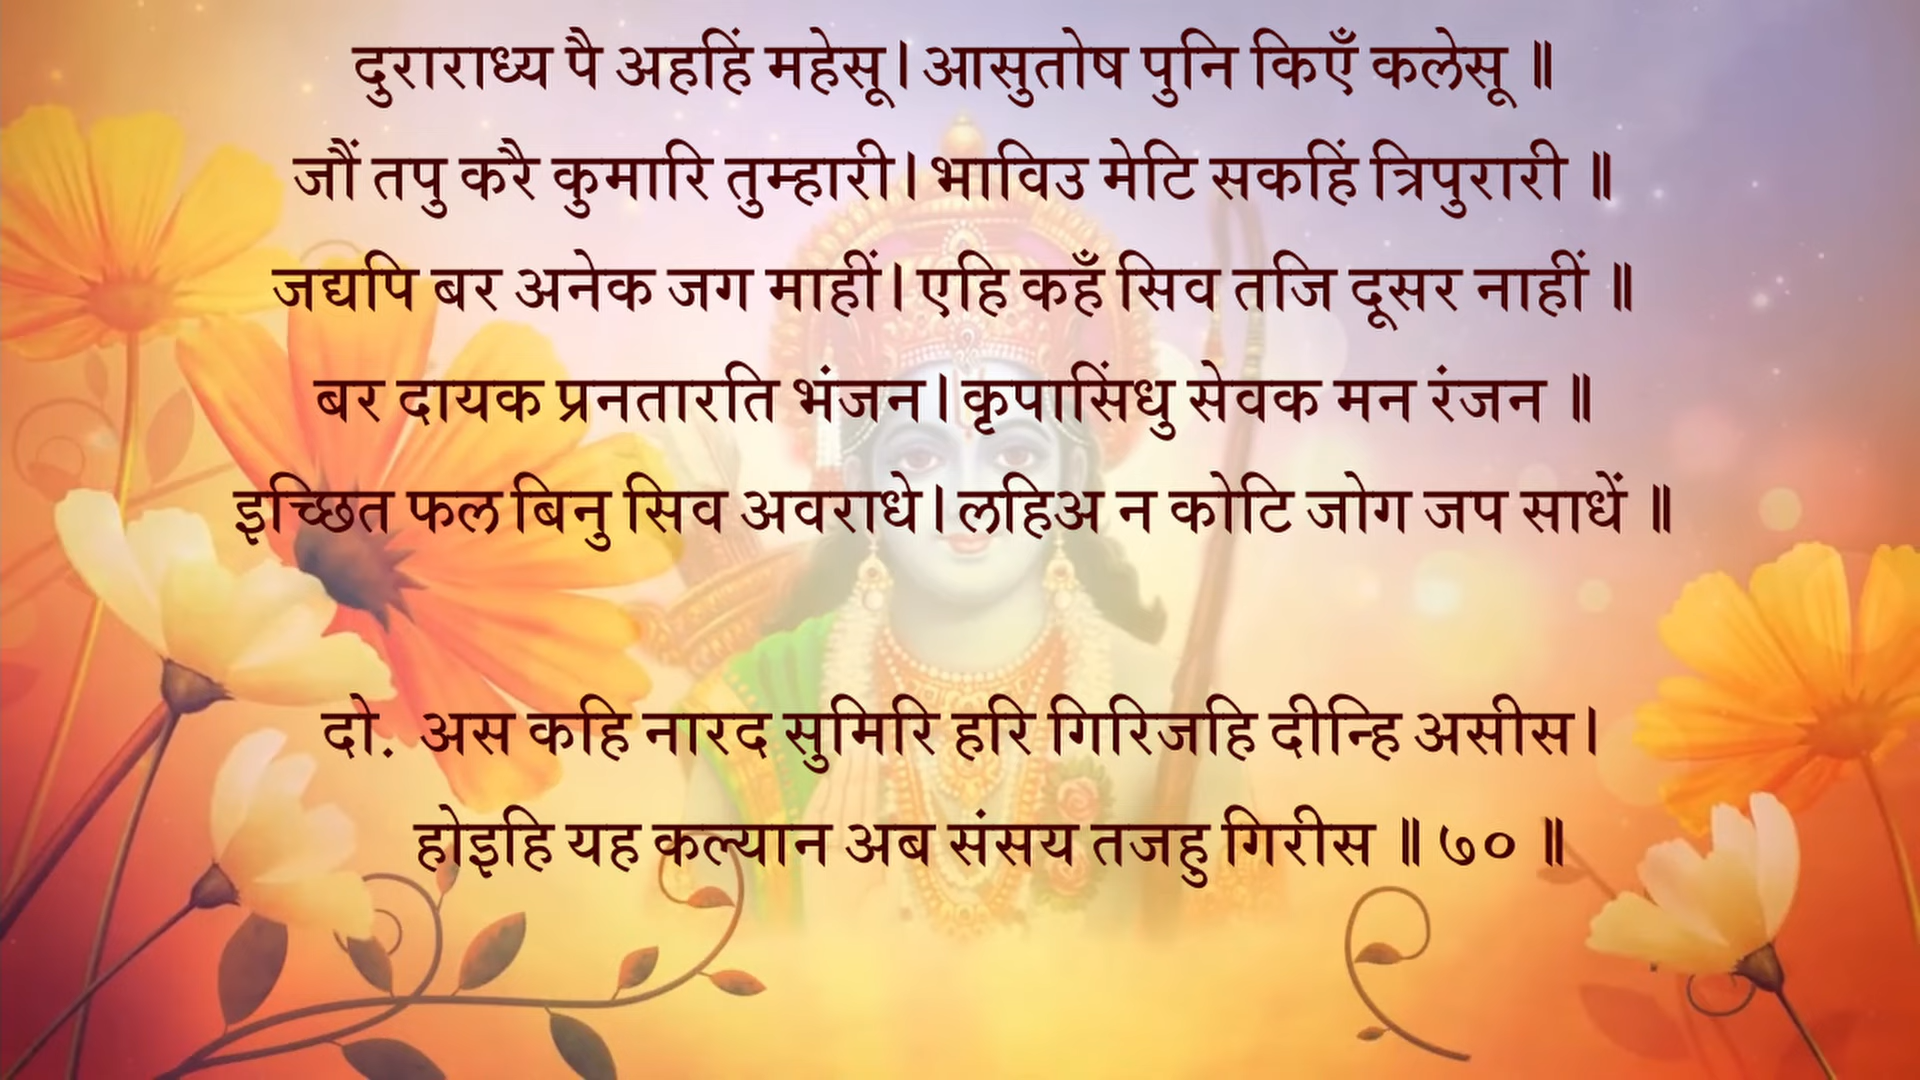 दुराराध्य पै अहहिं महेसू। आसुतोष पुनि किएँ कलेसू ॥
जौं तपु करै कुमारि तुम्हारी। भाविउ मेटि सकहिं त्रिपुरारी ॥
जद्यपि बर अनेक जग माहीं। एहि कहँ सिव तजि दूसर नाहीं ॥
बर दायक प्रनतारति भंजन। कृपासिंधु सेवक मन रंजन ॥
इच्छित फल बिनु सिव अवराधे। लहिअ न कोटि जोग जप साधें ॥
दो. अस कहि नारद सुमिरि हरि गिरिजहि दीन्हि असीस।
होइहि यह कल्यान अब संसय तजहु गिरीस ॥ ७० ॥